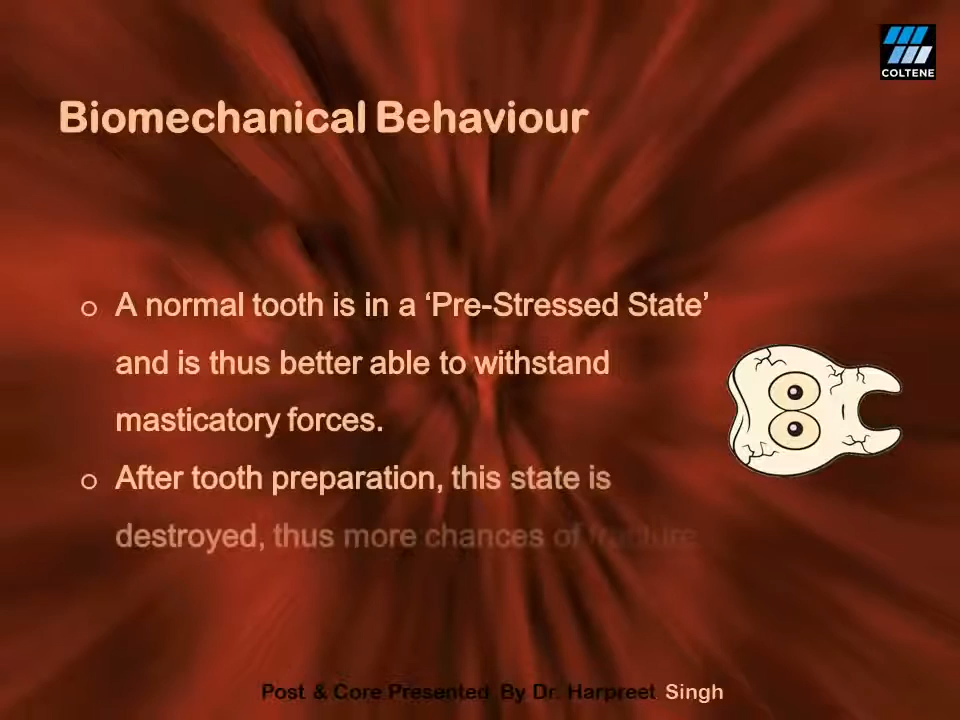 COLTENE
Biomechanical Behaviour
o A normal tooth is in a ‘Pre-Stressed State’
and is thus better able to withstand
masticatory forces.
o After tooth preparation, this state is
destroyed, thus more chances of fracture
Post & Core Presented By Dr. Harpreet Singh